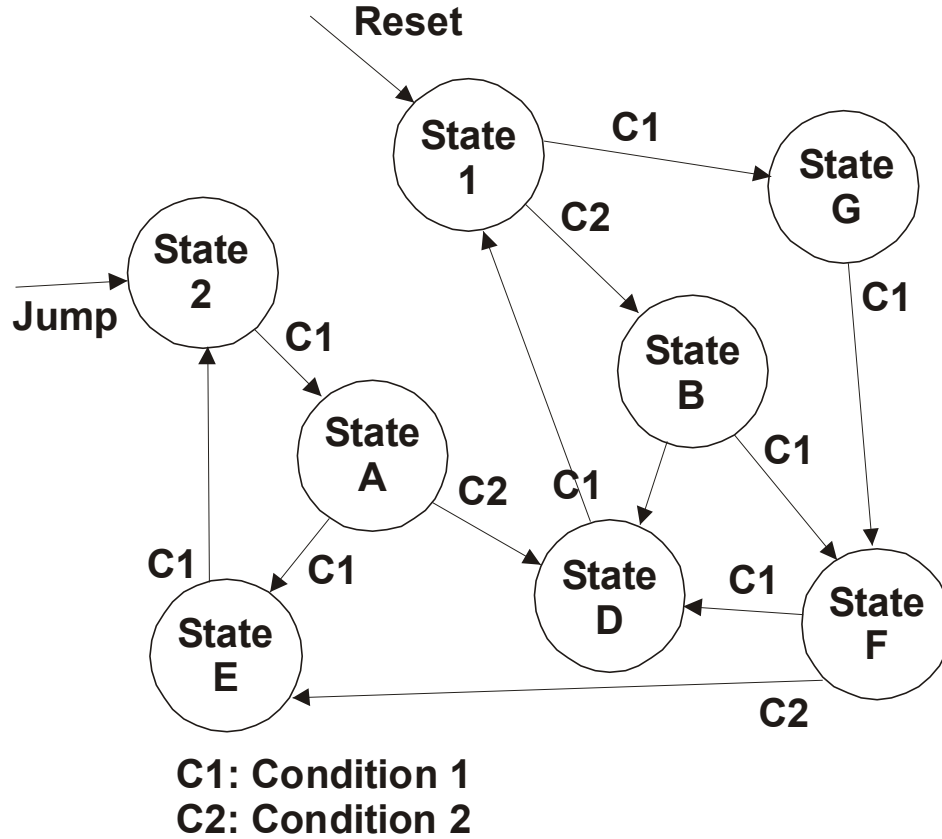 Reset
State
1
C1
State
G
C2
State
2
Jump
C1
C1
State
B
State
A
C1
C2
C1
C1
C1
State
D
C1
State
F
State
E
C2
C1: Condition 1
C2: Condition 2